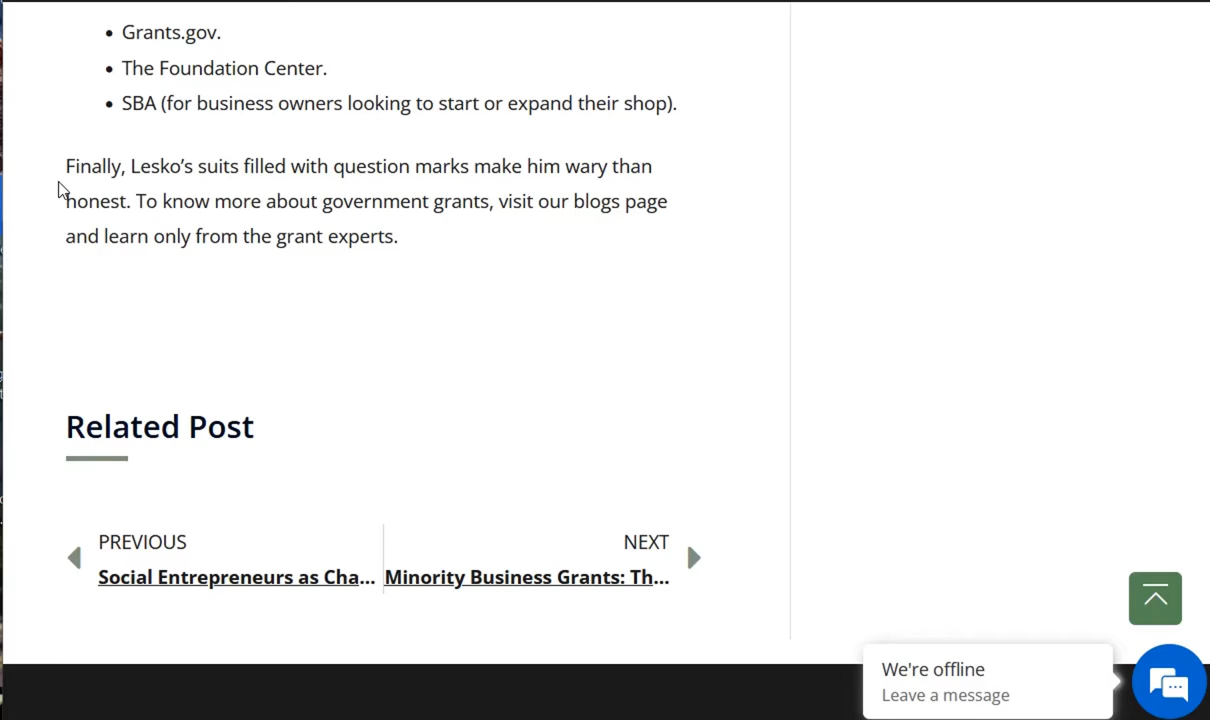 Grants.gov.
The Foundation Center.
SBA (for business owners looking to start or expand their shop).
Finally, Lesko’s suits filled with question marks make him wary than
honest. To know more about government grants, visit our blogs page
and learn only from the grant experts.
Related Post
PREVIOUS
Social Entrepreneurs as Cha...
NEXT
Minority Business Grants: Th...
We're offline
Leave a message